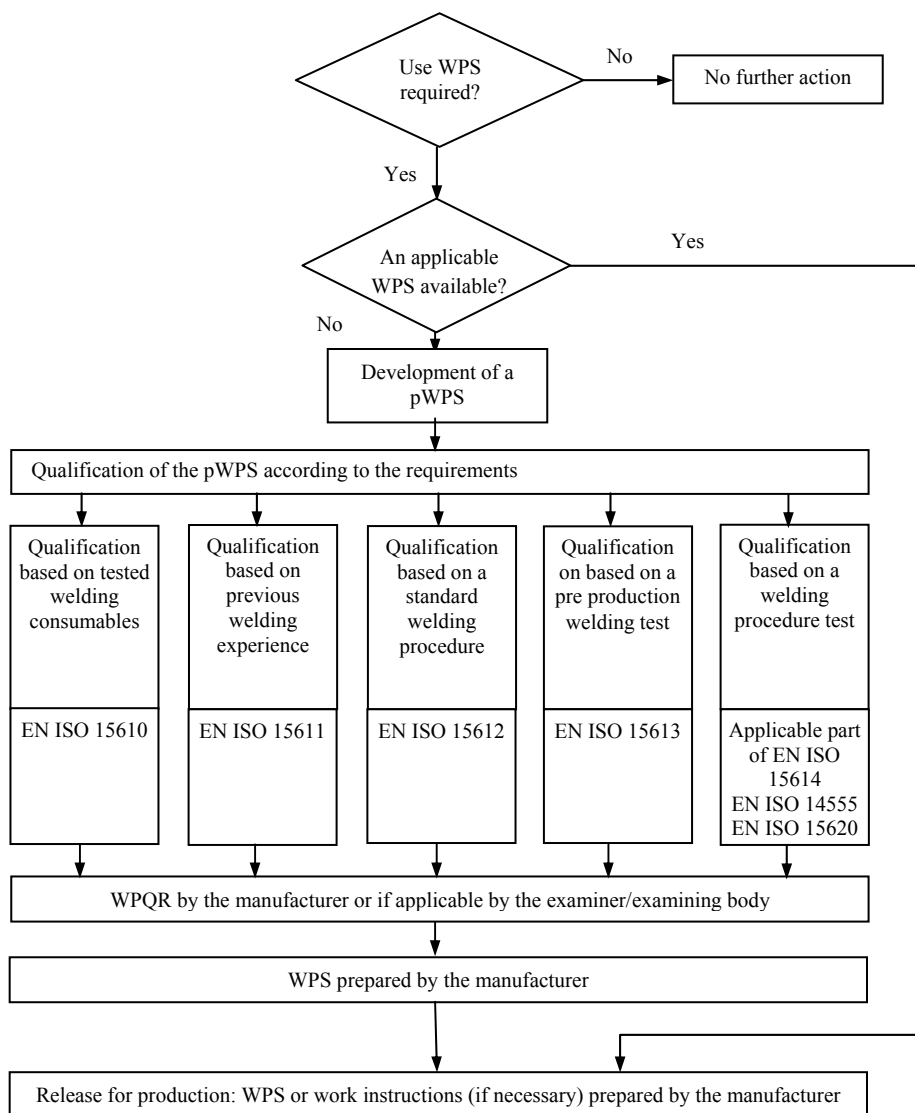 Use WPS
required?
No
No further action
Yes
An applicable
WPS available?
Yes
No
Development of a
pWPS
Qualification of the pWPS according to the requirements
Qualification
based on tested
welding
consumables
EN ISO 15610
Qualification
based on
previous
welding
experience
EN ISO 15611
Qualification
based on a
standard
welding
procedure
EN ISO 15612
Qualification
on based on a
pre production
welding test
EN ISO 15613
Qualification
based on a
welding
procedure test
Applicable part
of EN ISO
15614
EN ISO 14555
EN ISO 15620
WPQR by the manufacturer or if applicable by the examiner/examining body
WPS prepared by the manufacturer
Release for production: WPS or work instructions (if necessary) prepared by the manufacturer